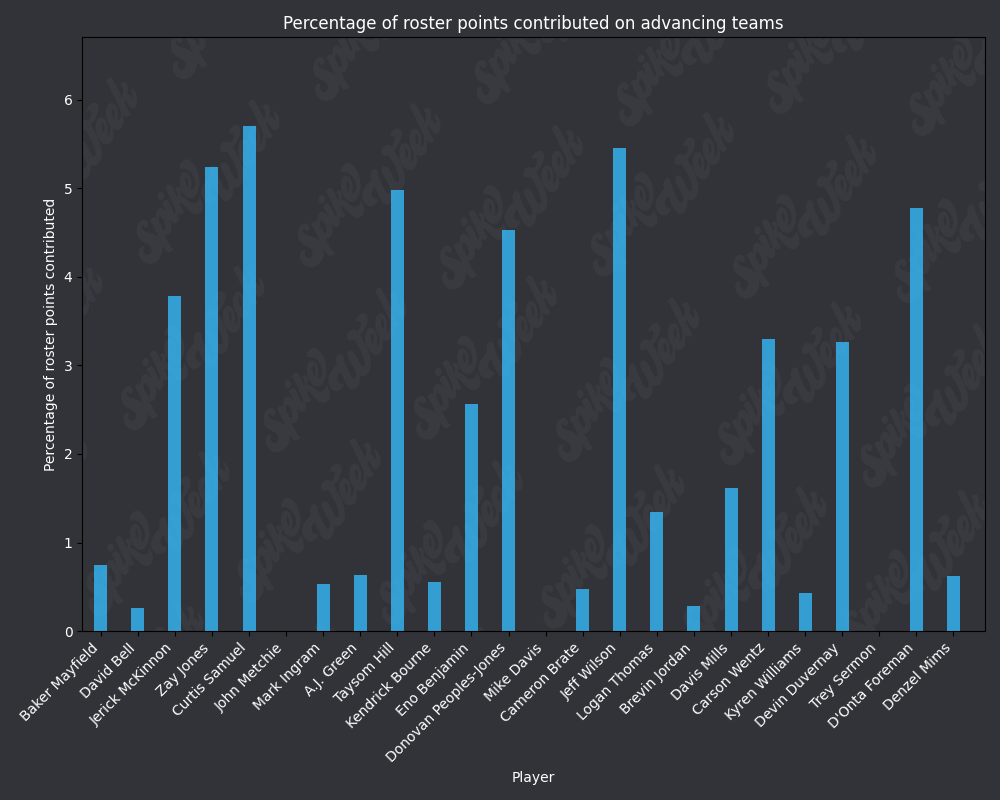 Percentage of roster points contributed on advancing teams
Percentage of roster points contributed
6
5
4
3
2
1
0
Baker Mayfield
David Bell
Jerick McKinnon
Zay Jones
Curtis Samuel
John Metchie
Mark Ingram
A.J. Green
Taysom Hill
Kendrick Bourne
Eno Benjamin
Donovan Peoples-Jones
Mike Davis
Cameron Brate
Jeff Wilson
Logan Thomas
Brevin Jordan
Davis Mills
Carson Wentz
Kyren Williams
Devin Duvernay
Trey Sermon
D'Onta Foreman
Denzel Mims
Player
Spike Week